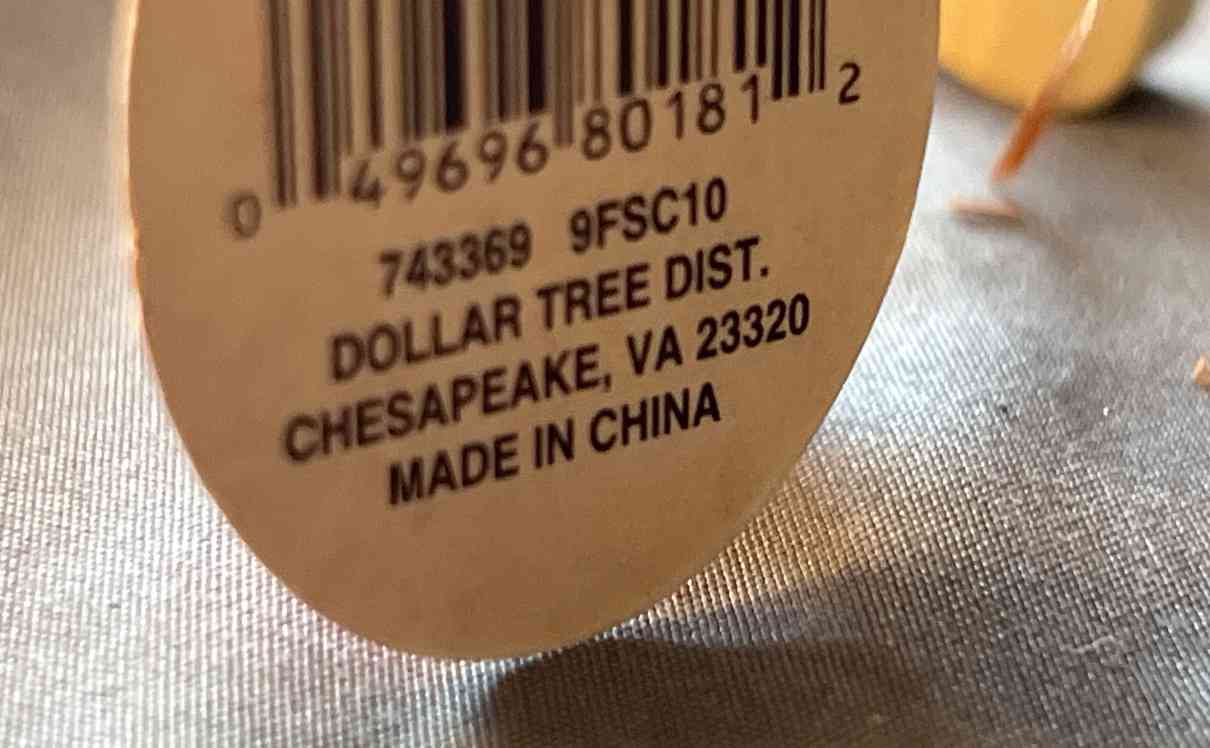 0 49696 80181 2
743369 9FSC10
DOLLAR TREE DIST.
CHESAPEAKE, VA 23320
MADE IN CHINA